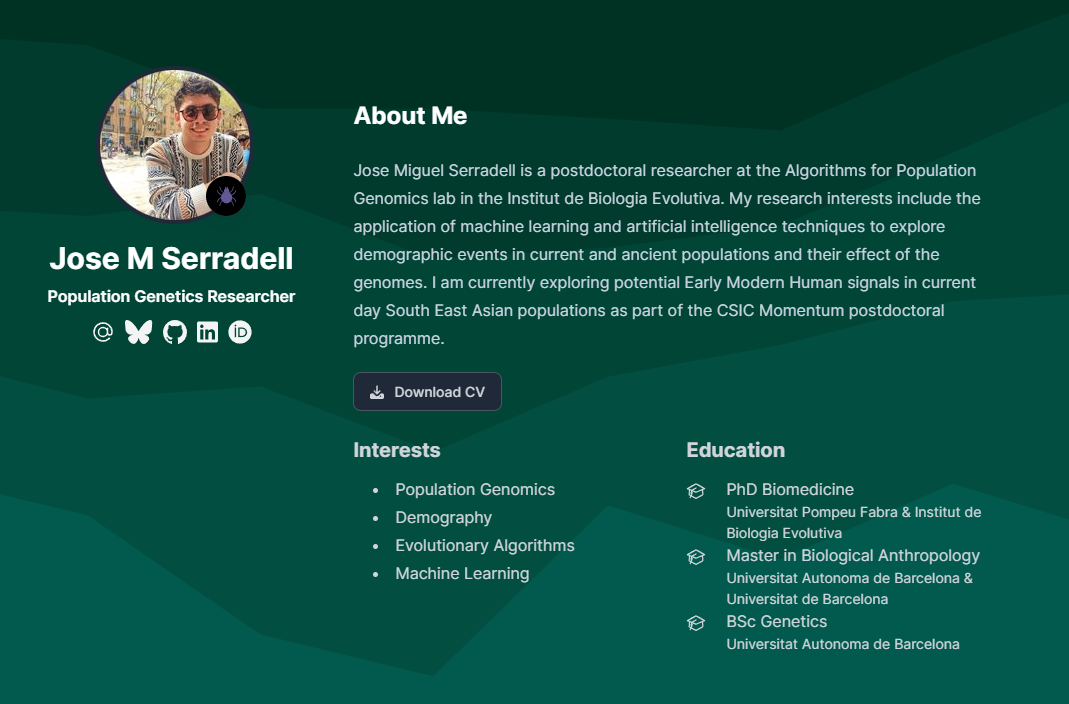 Jose M Serradell
Population Genetics Researcher
iD
About Me
Jose Miguel Serradell is a postdoctoral researcher at the Algorithms for Population
Genomics lab in the Institut de Biologia Evolutiva. My research interests include the
application of machine learning and artificial intelligence techniques to explore
demographic events in current and ancient populations and their effect of the
genomes. I am currently exploring potential Early Modern Human signals in current
day South East Asian populations as part of the CSIC Momentum postdoctoral
programme.
Download CV
Interests
Population Genomics
Demography
Evolutionary Algorithms
Machine Learning
Education
PhD Biomedicine
Universitat Pompeu Fabra & Institut de
Biologia Evolutiva
Master in Biological Anthropology
Universitat Autonoma de Barcelona &
Universitat de Barcelona
BSc Genetics
Universitat Autonoma de Barcelona